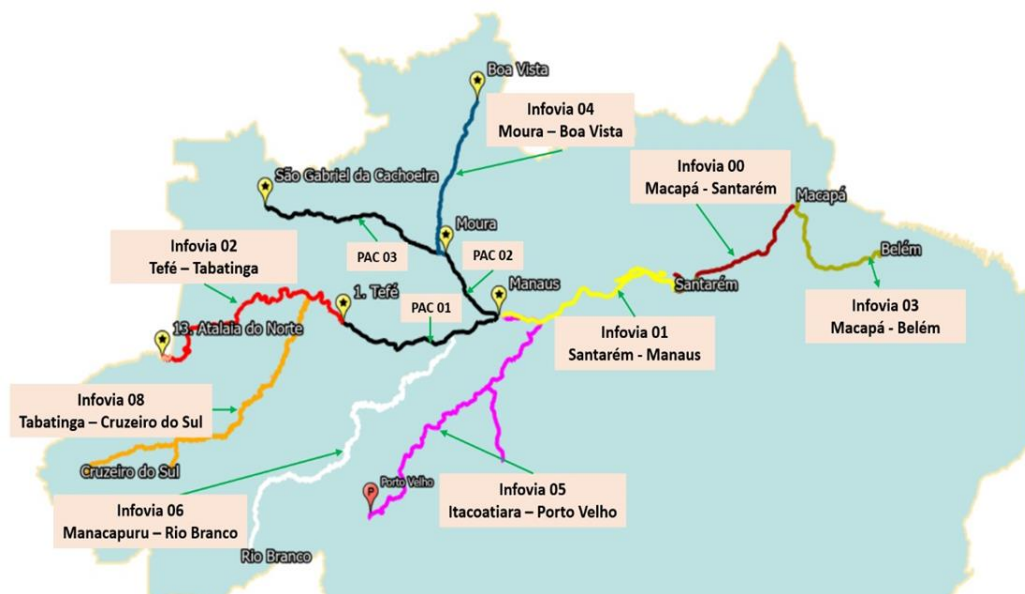 Boa Vista
Infovia 04
Moura – Boa Vista
São Gabriel da Cachoeira
Infovia 00
Macapá - Santarém
Macapá
Moura
Infovia 02
Tefé – Tabatinga
PAC 03
PAC 02
Belém
1. Tefé
Manaus
Santarém
PAC 01
13. Atalaia do Norte
Infovia 03
Macapá - Belém
Infovia 01
Santarém - Manaus
Infovia 08
Tabatinga – Cruzeiro do Sul
Cruzeiro do Sul
P
Porto Velho
Infovia 05
Itacoatiara – Porto Velho
Infovia 06
Manacapuru – Rio Branco
Rio Branco